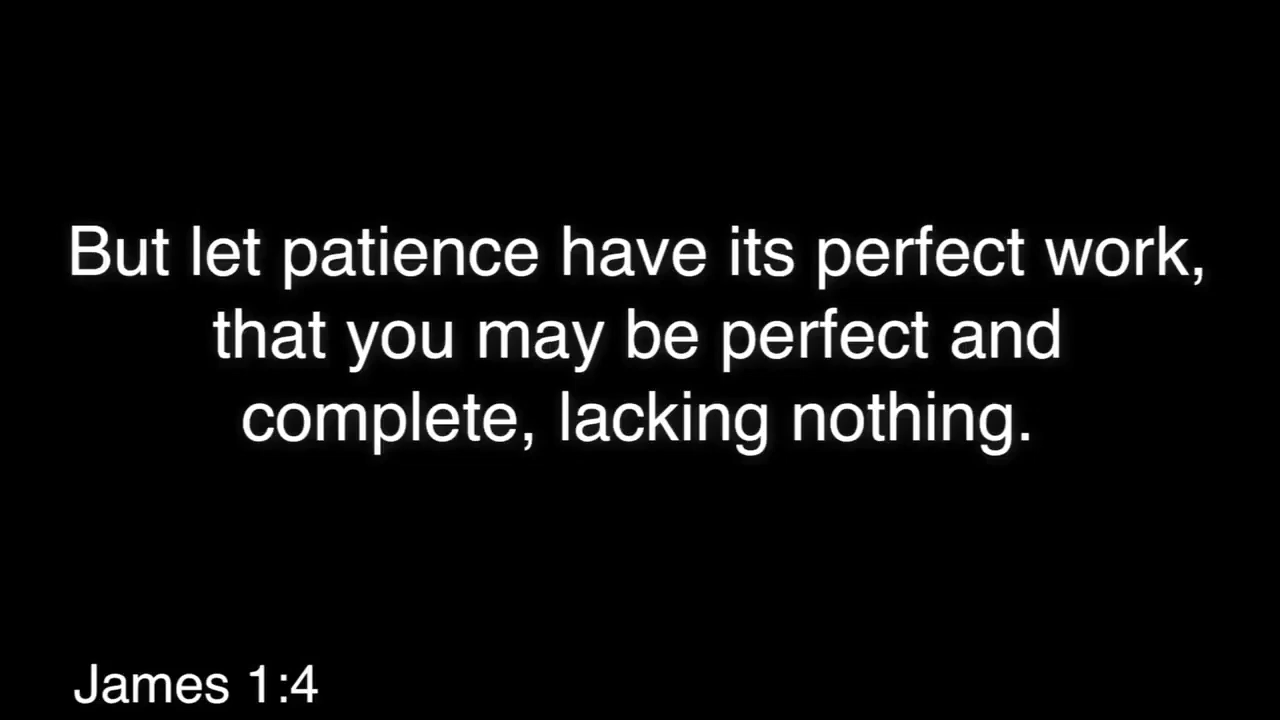 But let patience have its perfect work,
that you may be perfect and
complete, lacking nothing.
James 1:4